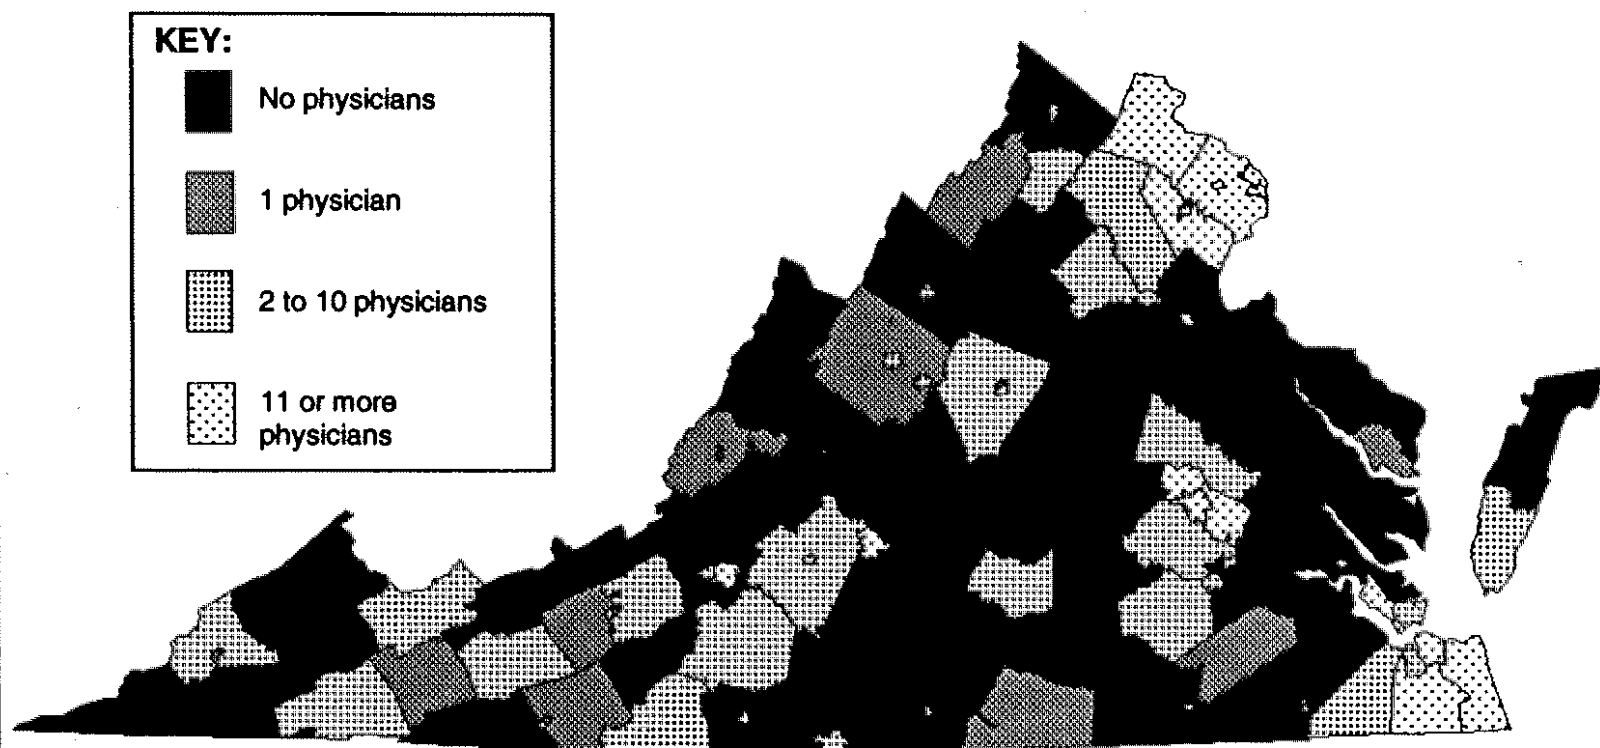 KEY:
No physicians
1 physician
2 to 10 physicians
11 or more
physicians